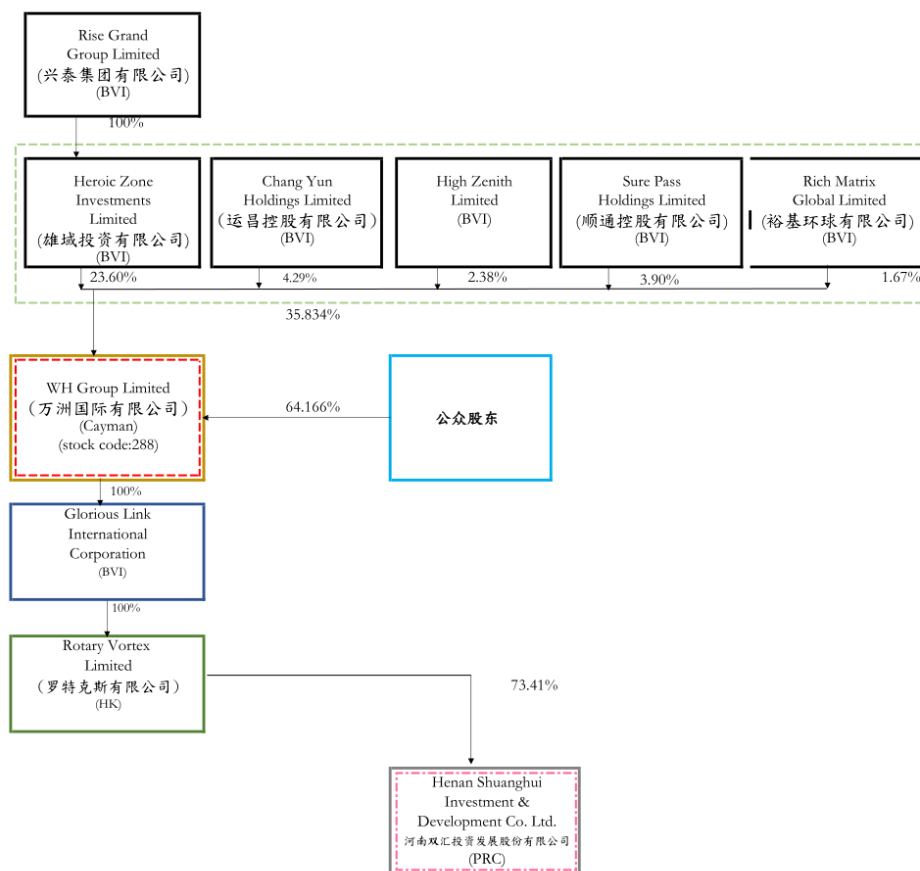 Rise Grand
Group Limited
(兴泰集团有限公司)
(BVI)
100%
Heroic Zone
Investments
Limited
(雄域投资有限公司)
(BVI)
Chang Yun
Holdings Limited
(运昌控股有限公司)
(BVI)
High Zenith
Limited
(BVI)
Sure Pass
Holdings Limited
(顺通控股有限公司)
(BVI)
Rich Matrix
Global Limited
(裕基环球有限公司)
(BVI)
23.60%
4.29%
2.38%
3.90%
1.67%
35.834%
WH Group Limited
(万洲国际有限公司)
(Cayman)
(stock code:288)
64.166%
公众股东
100%
Glorious Link
International
Corporation
(BVI)
100%
Rotary Vortex
Limited
(罗特克斯有限公司)
(HK)
73.41%
Henan Shuanghui
Investment &
Development Co. Ltd.
河南双汇投资发展股份有限公司
(PRC)